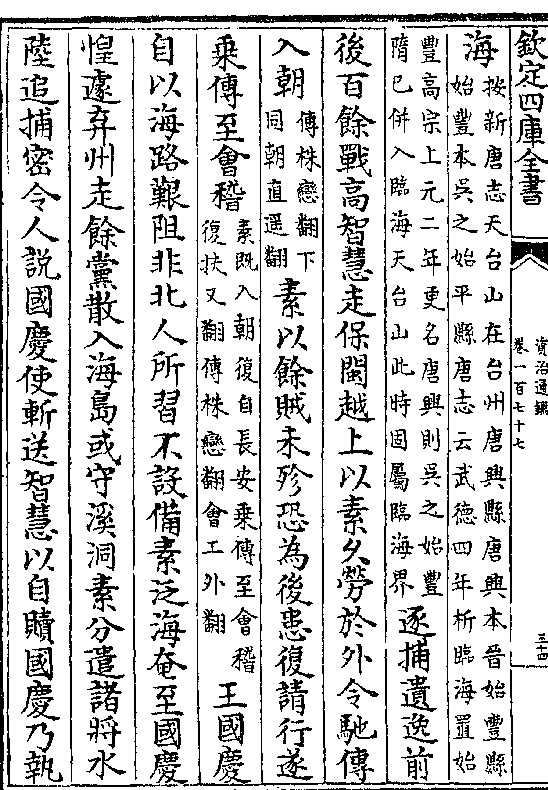 欽定四庫全書
資治通鑑
卷一百七十七
三十四
海
按新唐志天台山在台州唐興縣唐興本晉始豐縣
始豐本吳之始平縣唐志云武德四年析臨海置始
豐高宗上元二年更名唐興則吳之始豐
隋已併入臨海天台山此時固屬臨海界
逐捕遺逸前
後百餘戰高智慧走保閩越上以素久勞於外令馳傳
入朝
傳株戀翻下
同朝直遥翻
素以餘賊未殄恐為後患復請行遂
乗傳至會稽
素既入朝復自長安乗傳至會稽
復扶又翻傳株戀翻會工外翻
王國慶
自以海路艱阻非北人所習不設備素泛海奄至國慶
惶遽弃州走餘黨散入海島或守溪洞素分遣諸將水
陸追捕密令人說國慶使斬送智慧以自贖國慶乃執